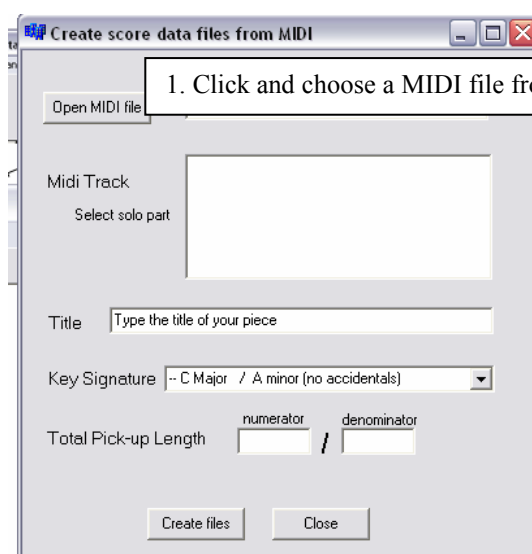 Create score data files from MIDI
1. Click and choose a MIDI file
Open MIDI file
Midi Track
Select solo part
Title
Type the title of your piece
Key Signature
-- C Major / A minor (no accidentals)
numerator
denominator
Total Pick-up Length
/
Create files
Close